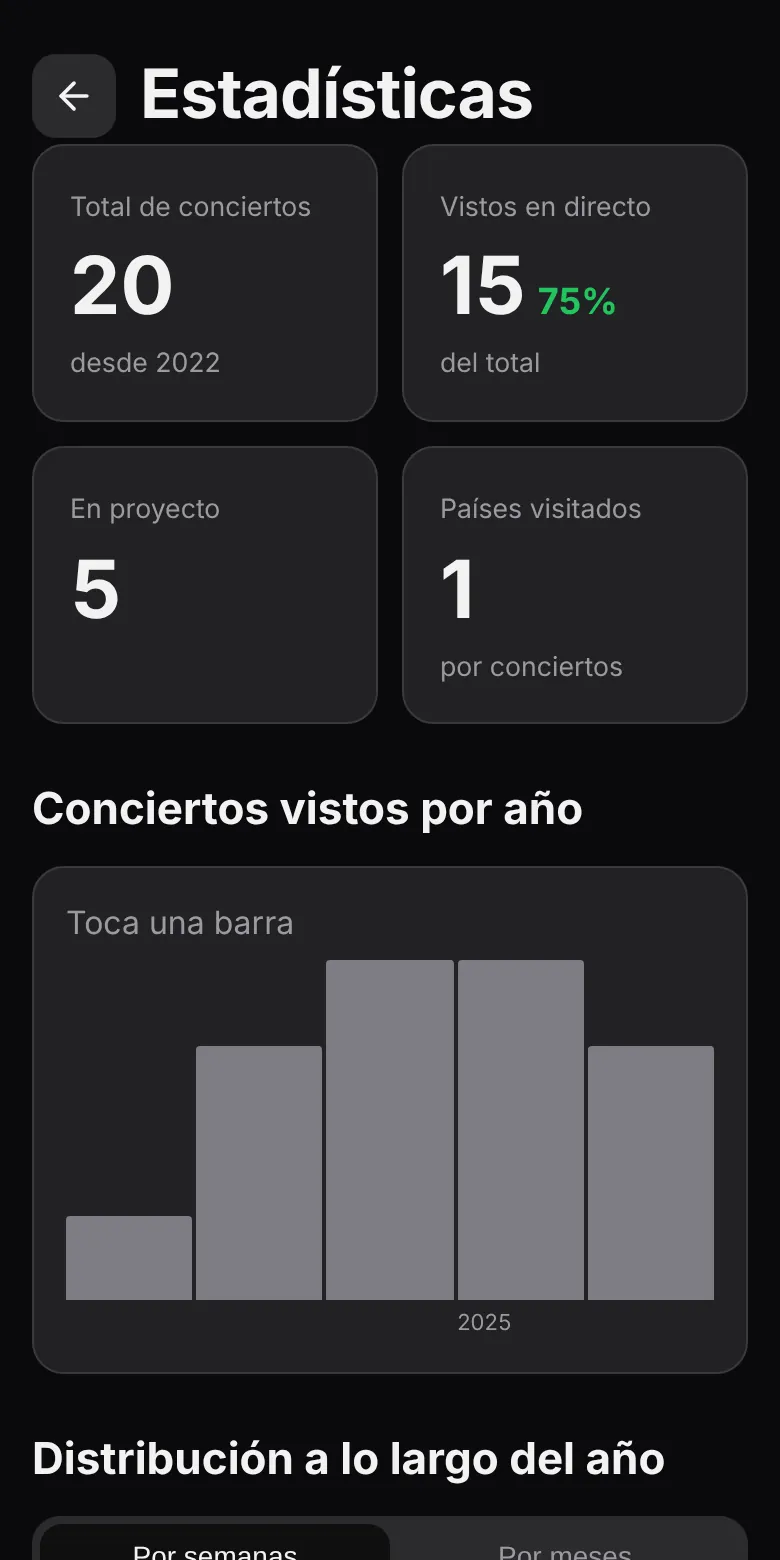 Estadísticas
Total de conciertos
20
desde 2022
Vistos en directo
15 75%
del total
En proyecto
5
Países visitados
1
por conciertos
Conciertos vistos por año
Toca una barra
2025
Distribución a lo largo del año
Por semanas
Por meses